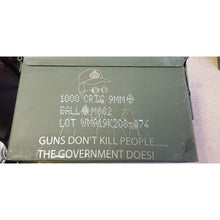 1000 CRTG 9MM
BALL M882
LOT WMA19K208-074
GUNS DON'T KILL PEOPLE......
THE GOVERNMENT DOES!